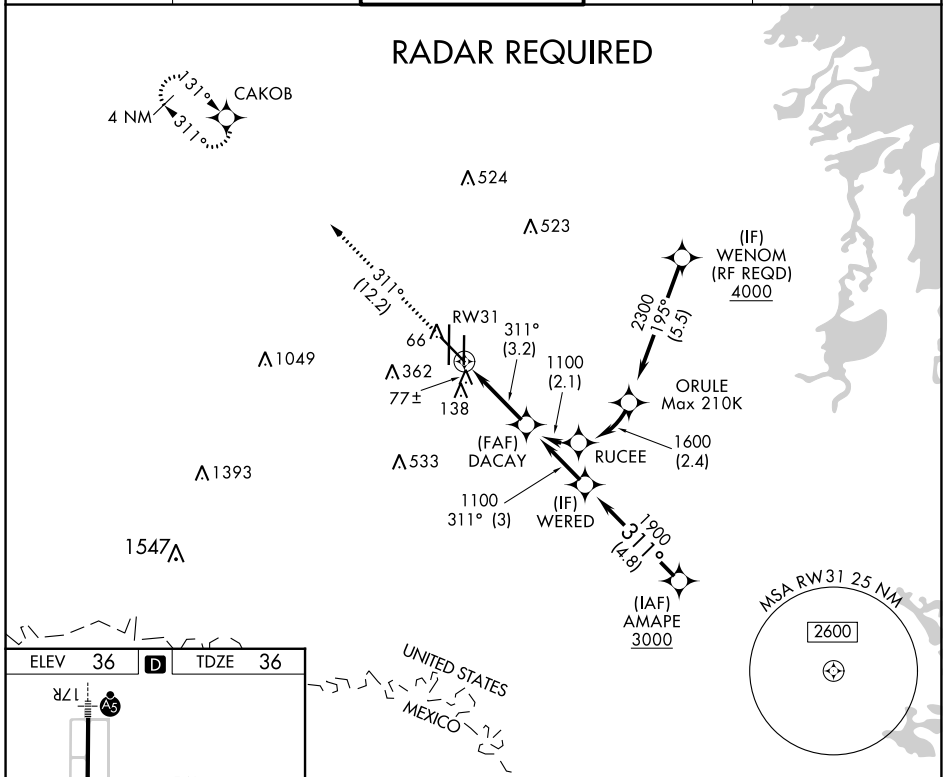 RADAR REQUIRED
131°
CAKOB
4 NM
311°
524
523
(IF)
WENOM
(RF REQD)
4000
311°
(12.2)
2300
195°
(5.5)
RW31
66
311°
(3.2)
1049
362
1100
(2.1)
ORULE
Max 210K
77±
138
1600
(2.4)
(FAF)
DACAY
RUCEE
533
1393
1100
311° (3)
(IF)
WERED
1900
311°
(4.8)
1547
(IAF)
AMAPE
3000
MSA RW31 25 NM
2600
ELEV 36
D
TDZE 36
UNITED STATES
MEXICO
17R
A5